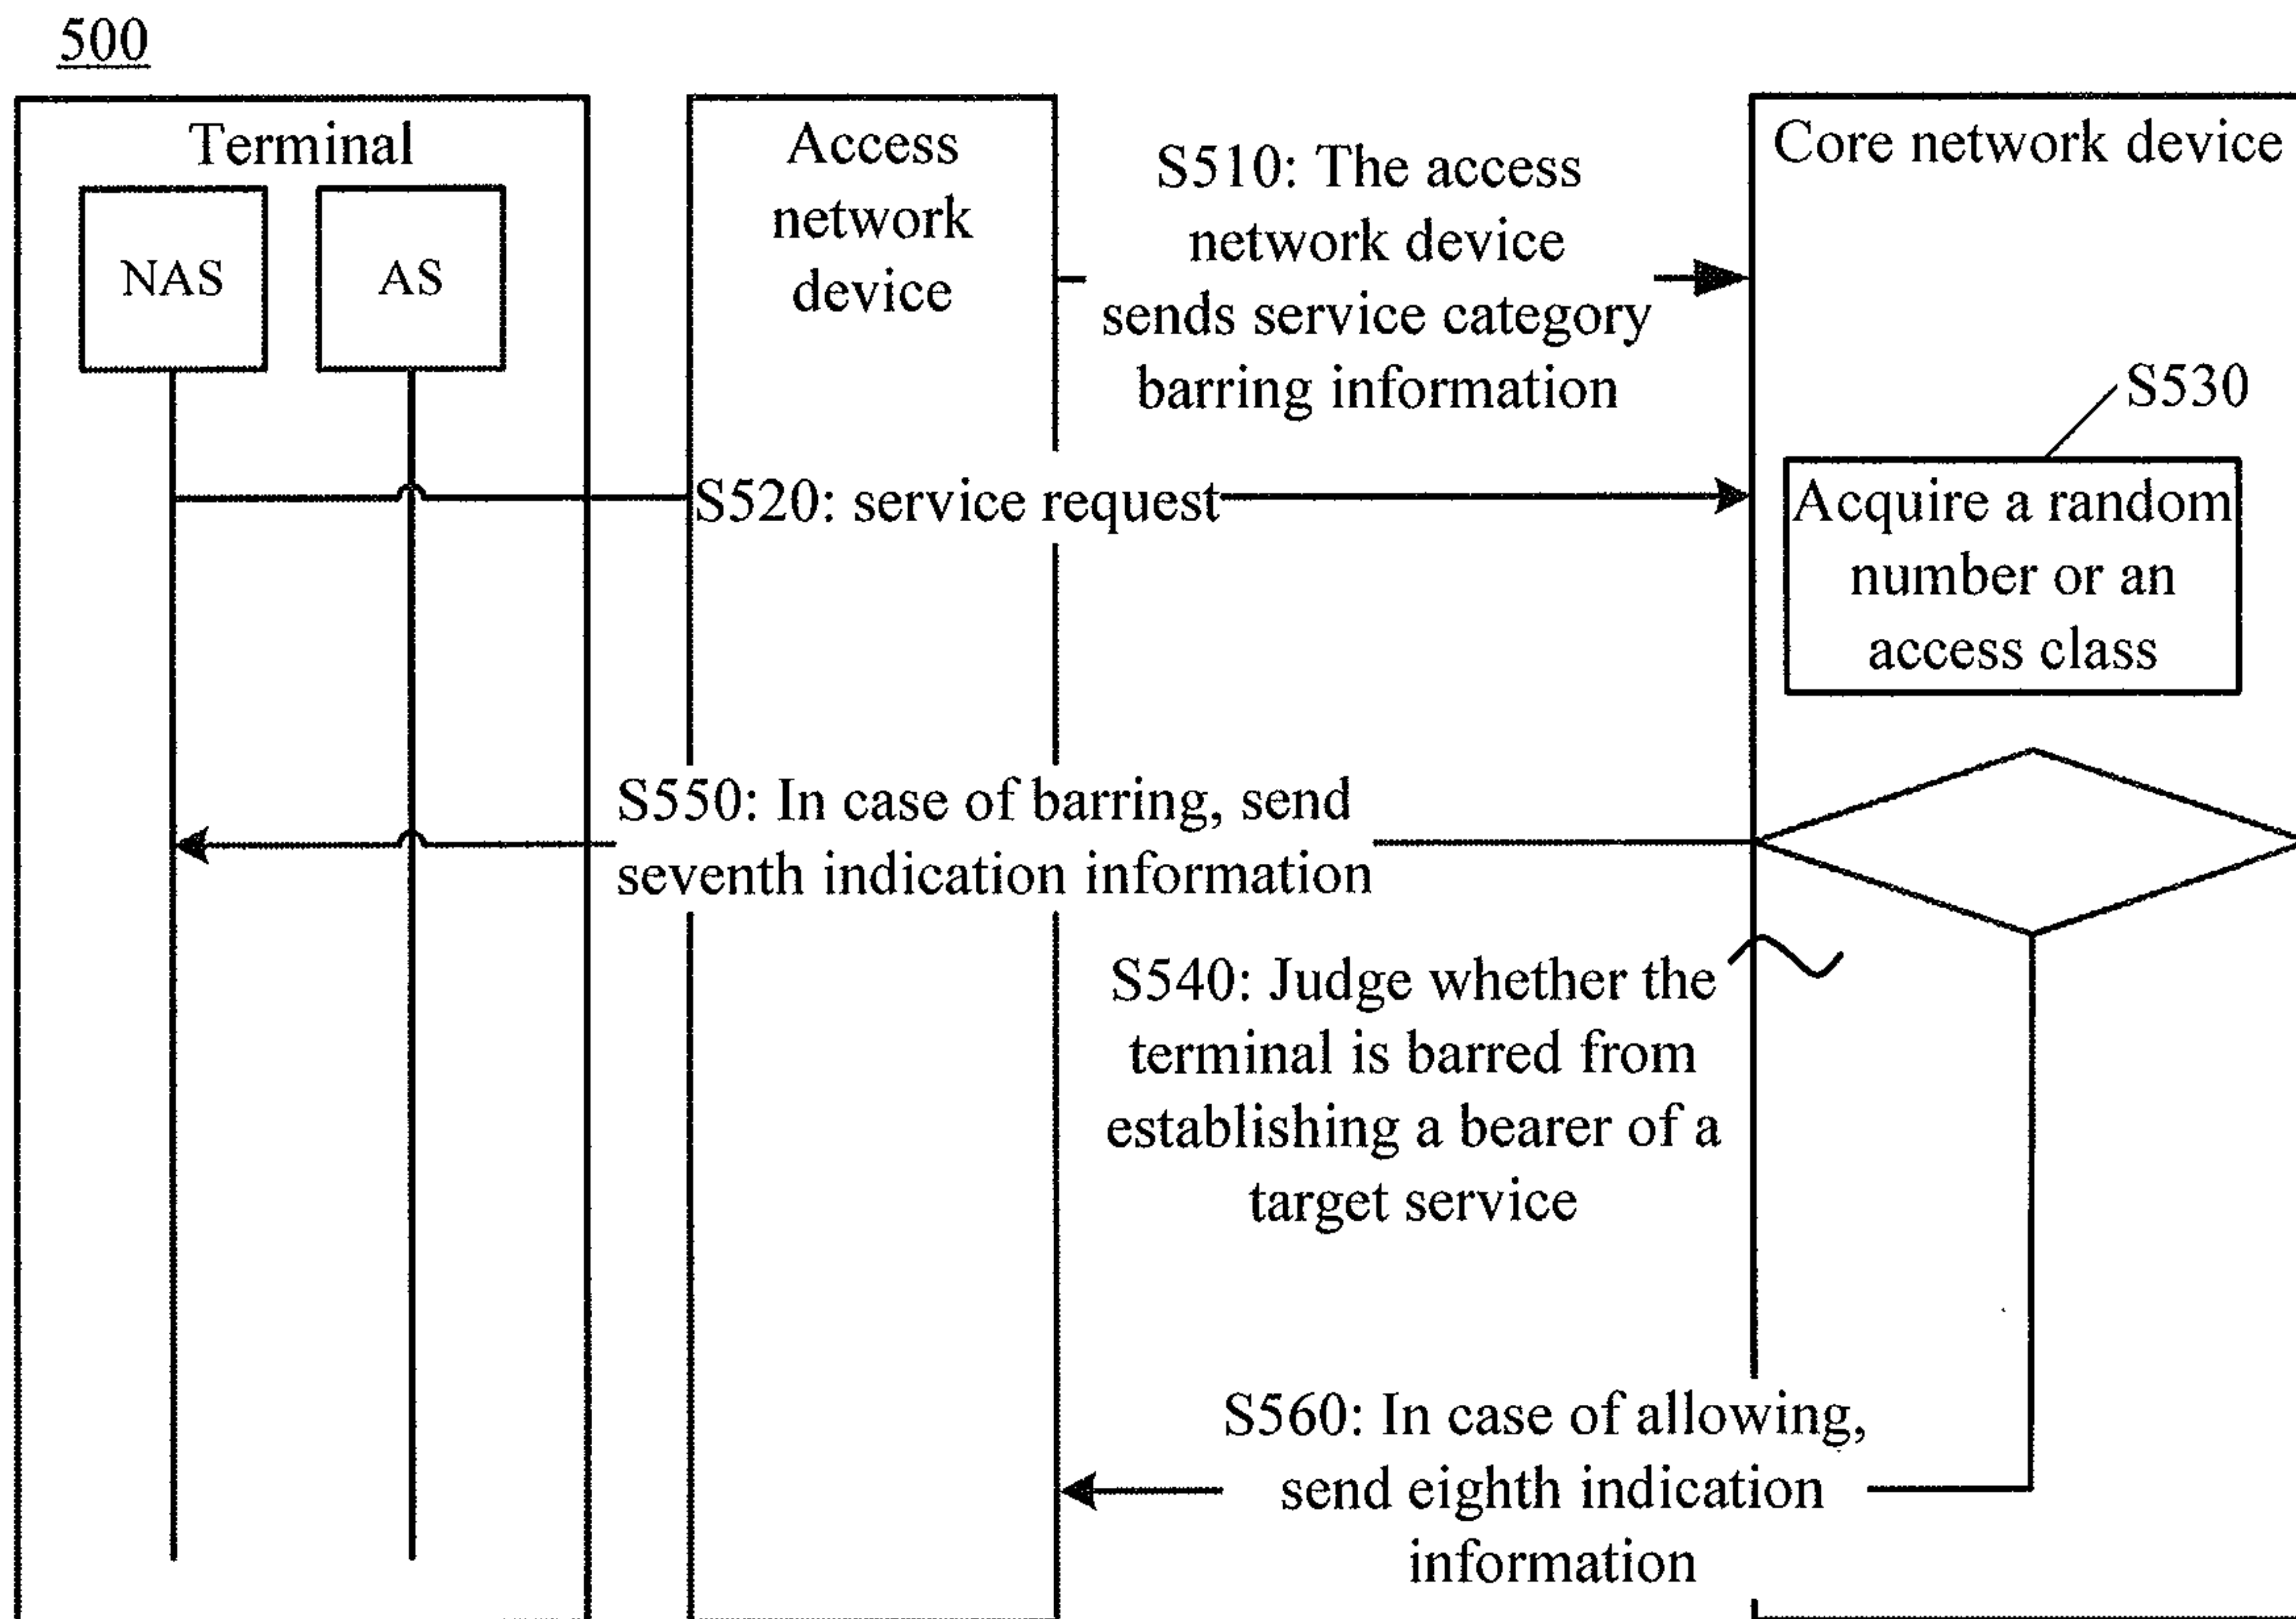 500
Terminal
NAS
AS
Access
network
device
S510: The access
network device
sends service category
barring information
Core network device
S520: service request
S530
Acquire a random
number or an
access class
S550: In case of barring, send
seventh indication information
S540: Judge whether the
terminal is barred from
establishing a bearer of a
target service
S560: In case of allowing,
send eighth indication
information